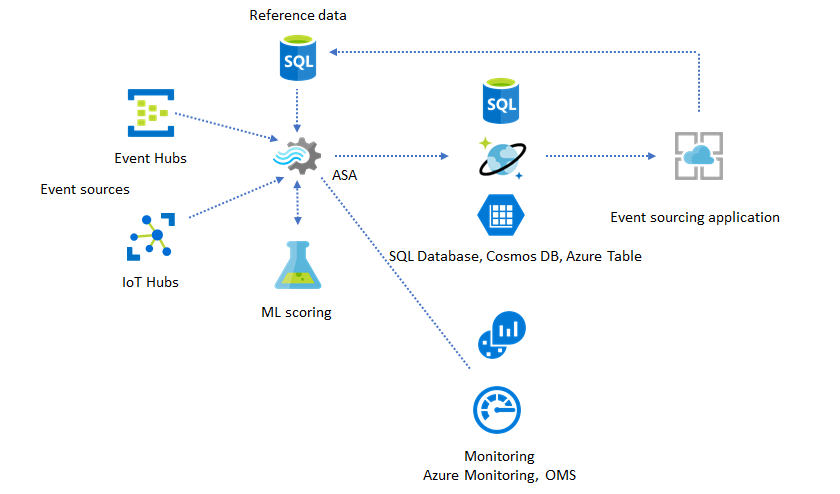 Reference data
SQL
SQL
Event Hubs
ASA
Event sources
Event sourcing application
SQL Database, Cosmos DB, Azure Table
IoT Hubs
ML scoring
Monitoring
Azure Monitoring, OMS